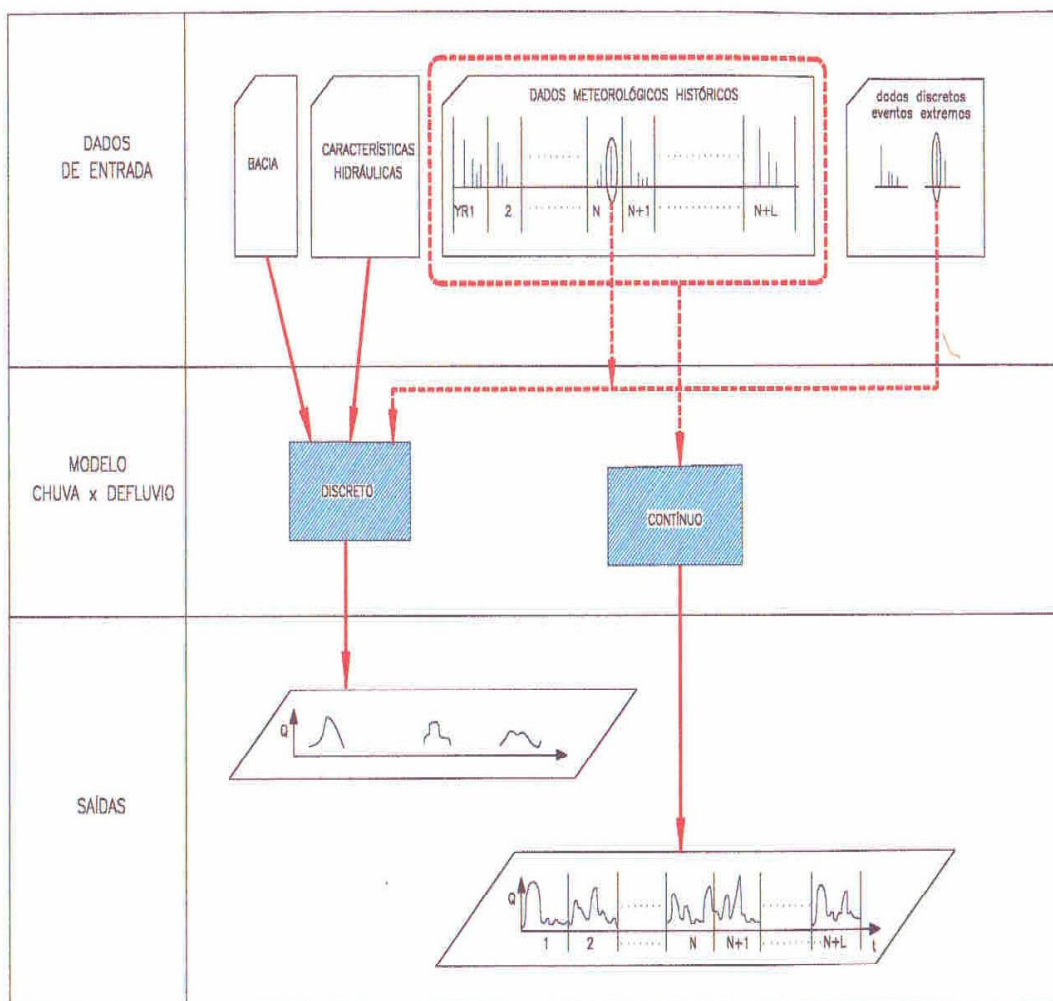 DADOS
DE ENTRADA
BACIA
CARACTERÍSTICAS
HIDRÁULICAS
DADOS METEOROLÓGICOS HISTÓRICOS
YR1 2 N N+1 N+L
dados discretos
eventos extremos
MODELO
CHUVA x DEFLUVIO
DISCRETO
CONTÍNUO
SAÍDAS
Q
Q
1 2 N N+1 N+L t